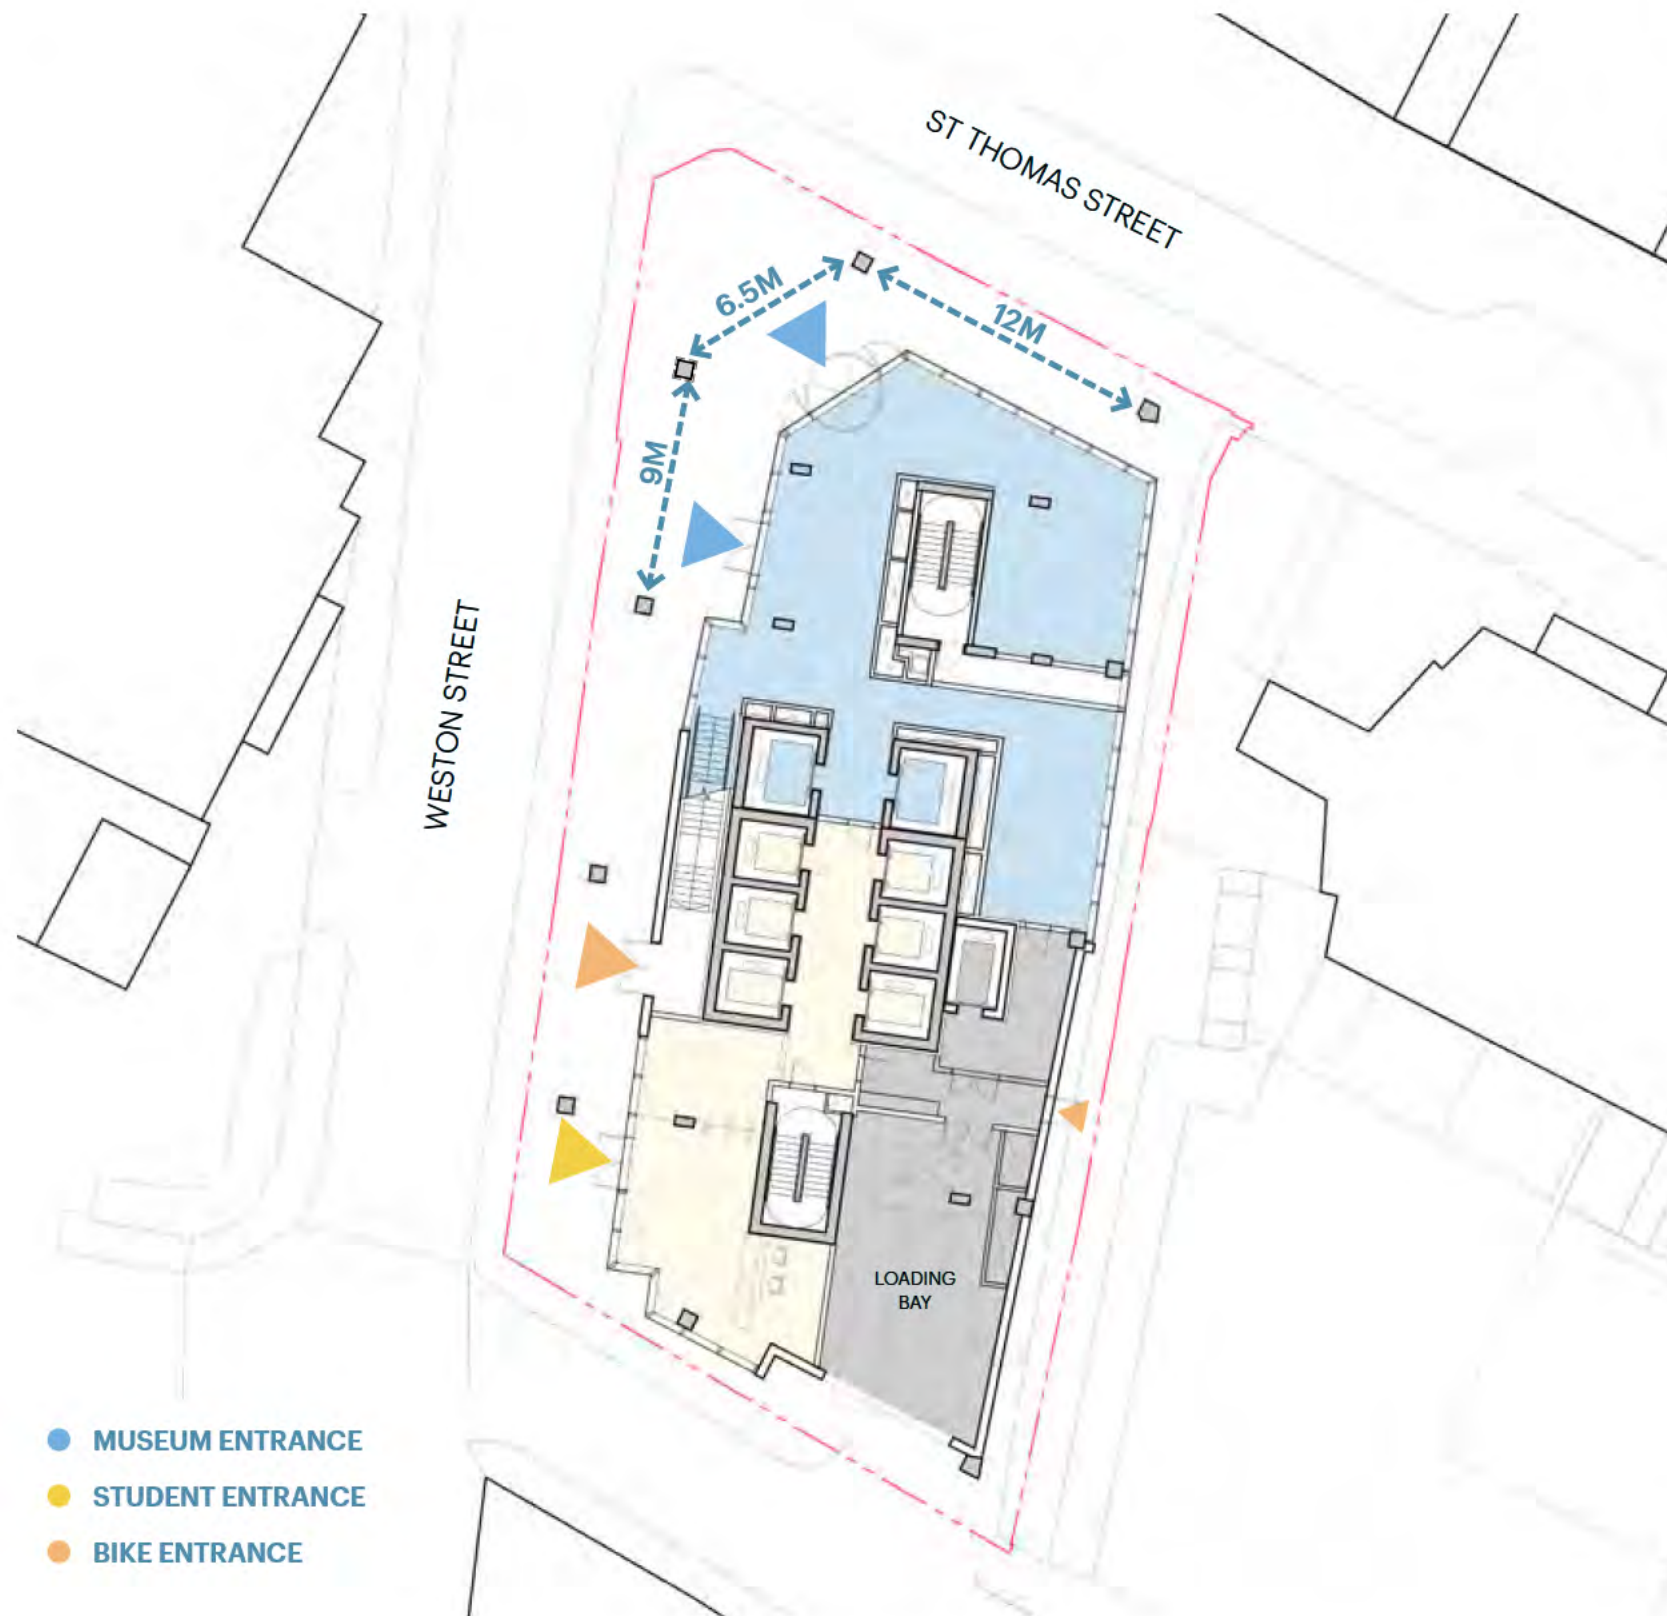 ST THOMAS STREET
6.5M
12M
9M
WESTON STREET
LOADING
BAY
MUSEUM ENTRANCE
STUDENT ENTRANCE
BIKE ENTRANCE